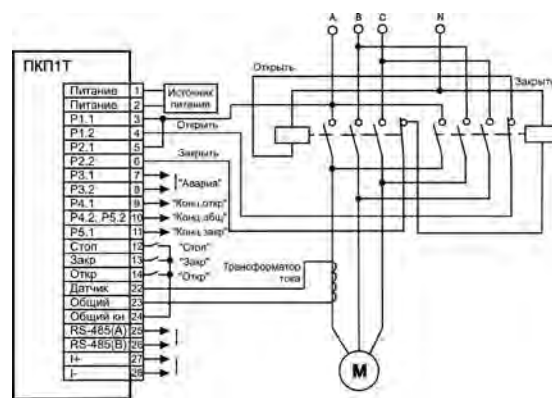 A B C N
ПКП1Т
Открыть
Закрыть
Питание 1
Источник питания
Питание 2
P1.1 3
P1.2 4
Открыть
P2.1 5
P2.2 6
Закрыть
P3.1 7
"Авария"
P3.2 8
P4.1 9 "Конц.откр"
P4.2, P5.2 10 "Конц.общ"
P5.1 11 "Конц.закр"
Стоп 12 "Стоп"
Закр 13 "Закр"
Откр 14 "Откр"
Трансформатор тока
Датчик 22
Общий 23
Общий кн 24
RS-485(A) 25
RS-485(B) 26
I+ 27
I- 28
М